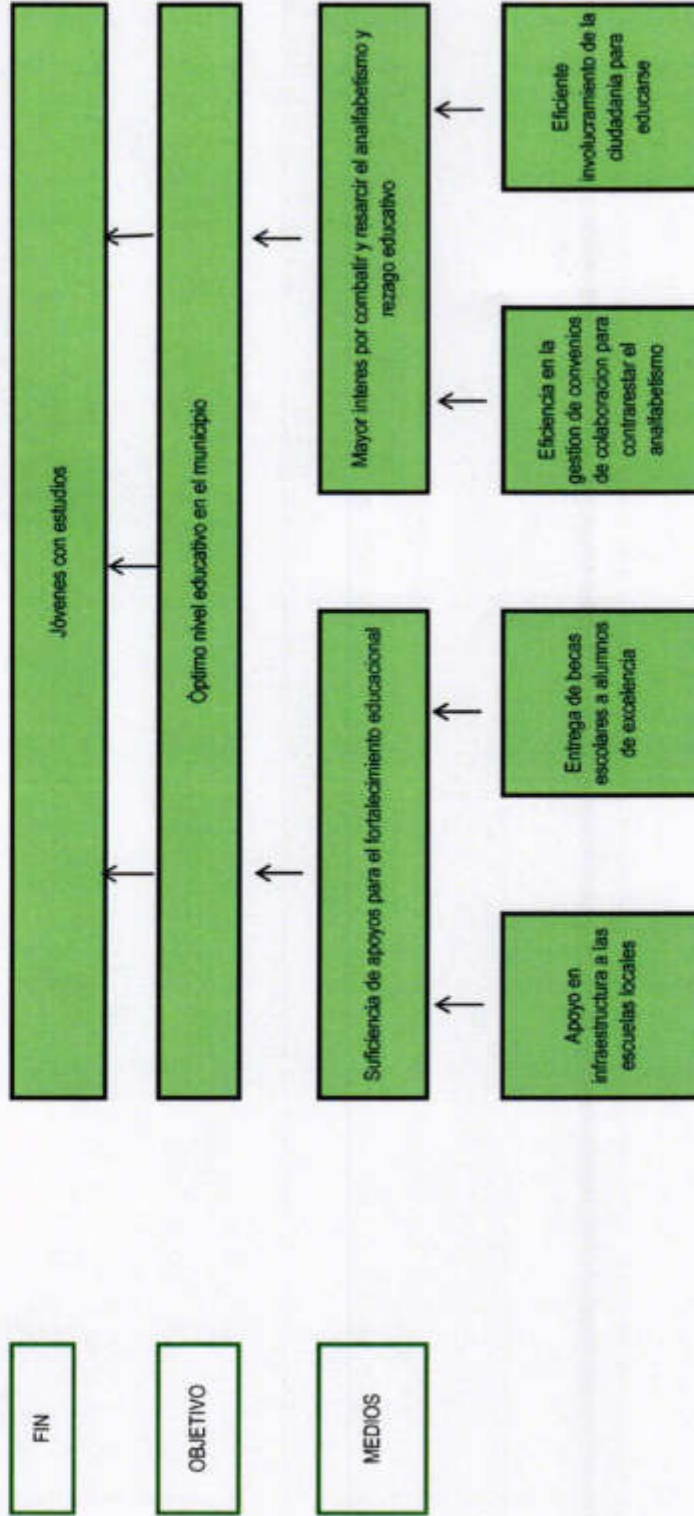 FIN
Jóvenes con estudios
OBJETIVO
Óptimo nivel educativo en el municipio
MEDIOS
Suficiencia de apoyos para el fortalecimiento educacional
Mayor interes por combatir y resarcir el analfabetismo y
rezago educativo
Apoyo en
infraestructura a las
escuelas locales
Entrega de becas
escolares a alumnos
de excelencia
Eficiencia en la
gestion de convenios
de colaboracion para
contrarestar el
analfabetismo
Eficiente
involucramiento de la
ciudadanía para
educarse